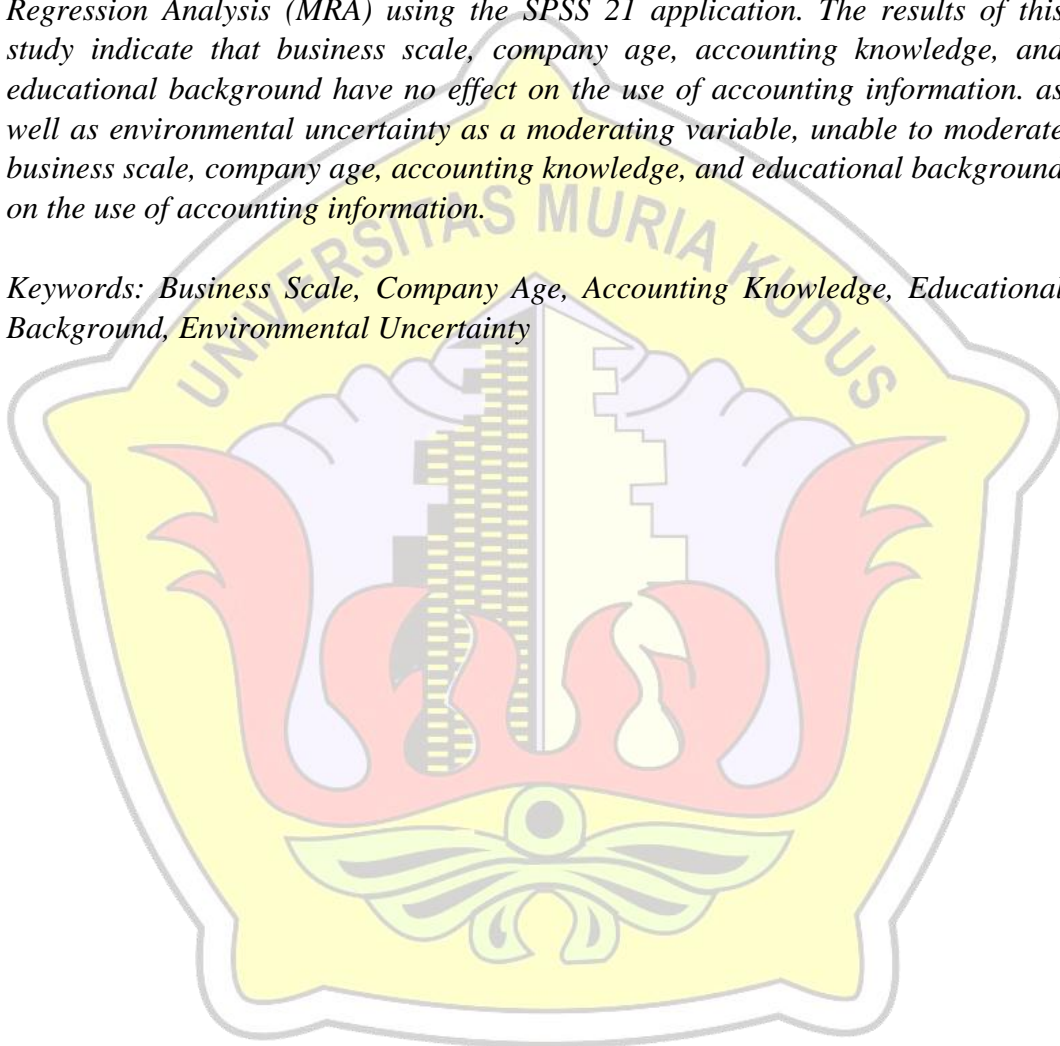 Regression Analysis (MRA) using the SPSS 21 application. The results of this
study indicate that business scale, company age, accounting knowledge, and
educational background have no effect on the use of accounting information. as
well as environmental uncertainty as a moderating variable, unable to moderate
business scale, company age, accounting knowledge, and educational background
on the use of accounting information.
UNIVERSITAS MURIA KUDUS
Keywords: Business Scale, Company Age, Accounting Knowledge, Educational
Background, Environmental Uncertainty